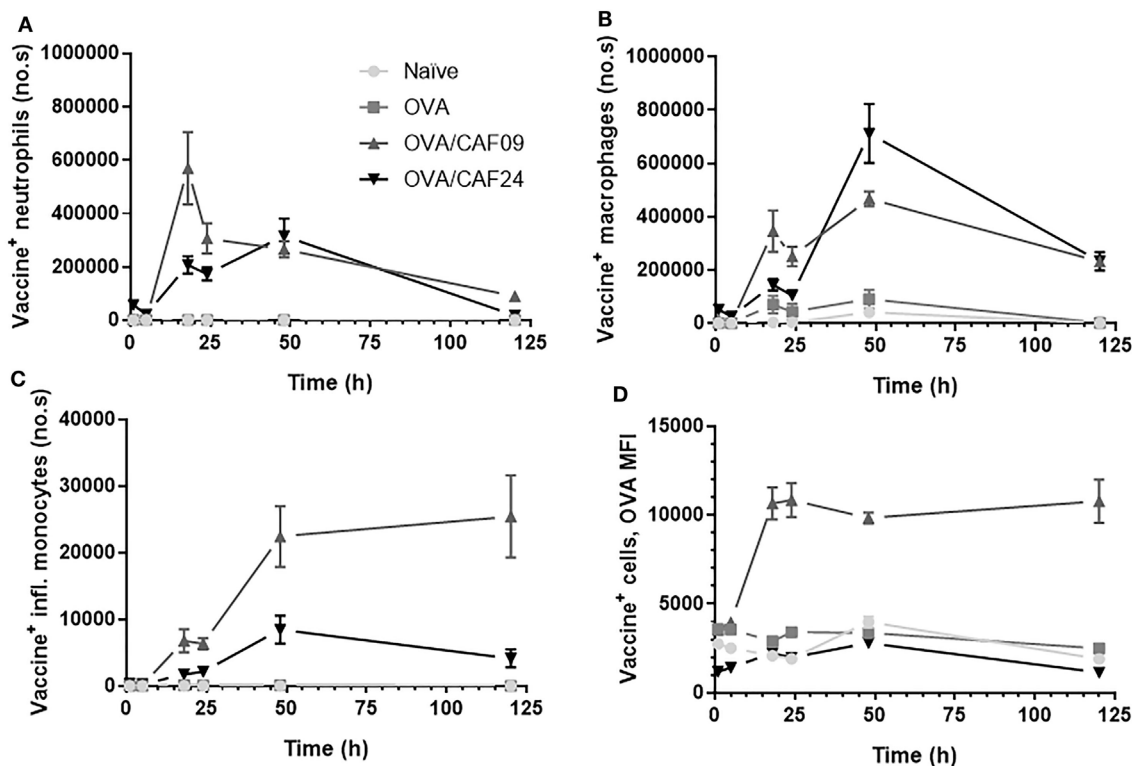 A
Vaccine+ neutrophils (no.s)
1000000
800000
600000
400000
200000
0
0 25 50 75 100 125
Time (h)
Naïve
OVA
OVA/CAF09
OVA/CAF24
B
Vaccine+ macrophages (no.s)
1000000
800000
600000
400000
200000
0
0 25 50 75 100 125
Time (h)
C
Vaccine+ infl. monocytes (no.s)
40000
30000
20000
10000
0
0 25 50 75 100 125
Time (h)
D
Vaccine+ cells, OVA MFI
15000
10000
5000
0
0 25 50 75 100 125
Time (h)